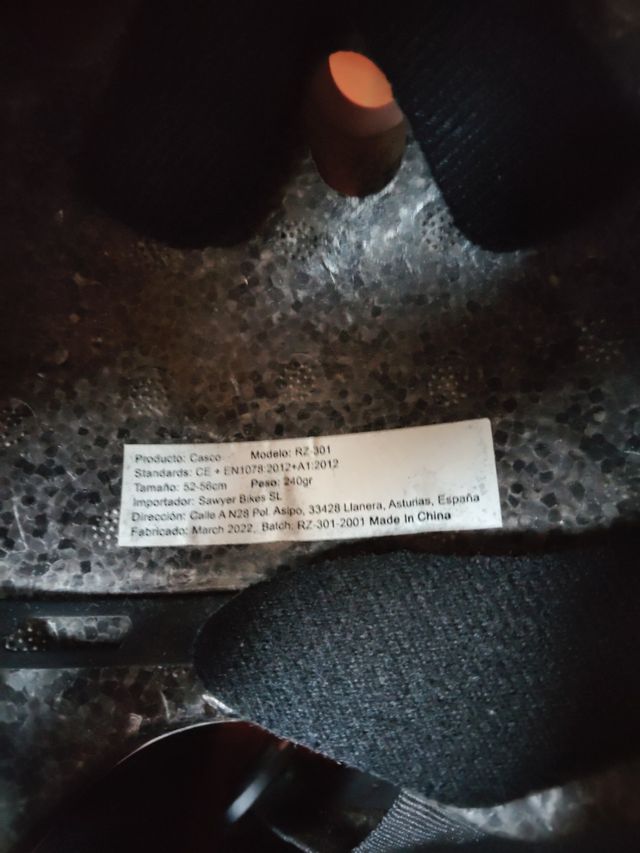 Producto: Casco Modelo: RZ-301
Standards: CE + EN1078:2012+A1:2012
Tamaño: 52-56cm Peso: 240gr
Importador: Sawyer Bikes SL
Dirección: Calle A N28 Pol. Asipo, 33428 Llanera, Asturias, España
Fabricado: March 2022, Batch: RZ-301-2001 Made In China